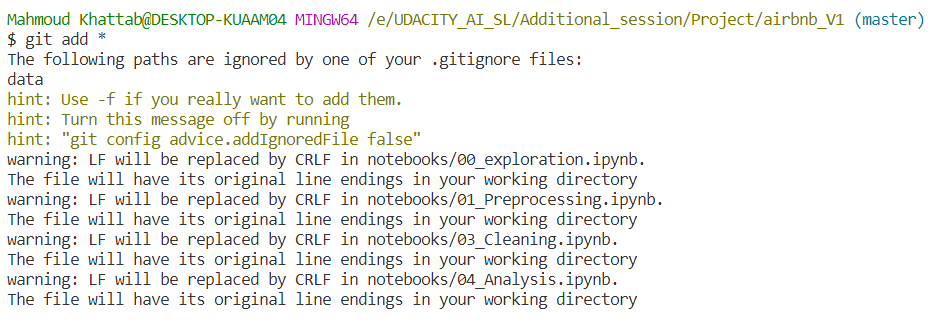 Mahmoud Khattab@DESKTOP-KUAAM04 MINGW64 /e/UDACITY_AI_SL/Additional_session/Project/airbnb_V1 (master)
$ git add *
The following paths are ignored by one of your .gitignore files:
data
hint: Use -f if you really want to add them.
hint: Turn this message off by running
hint: "git config advice.addIgnoredFile false"
warning: LF will be replaced by CRLF in notebooks/00_exploration.ipynb.
The file will have its original line endings in your working directory
warning: LF will be replaced by CRLF in notebooks/01_Preprocessing.ipynb.
The file will have its original line endings in your working directory
warning: LF will be replaced by CRLF in notebooks/03_Cleaning.ipynb.
The file will have its original line endings in your working directory
warning: LF will be replaced by CRLF in notebooks/04_Analysis.ipynb.
The file will have its original line endings in your working directory